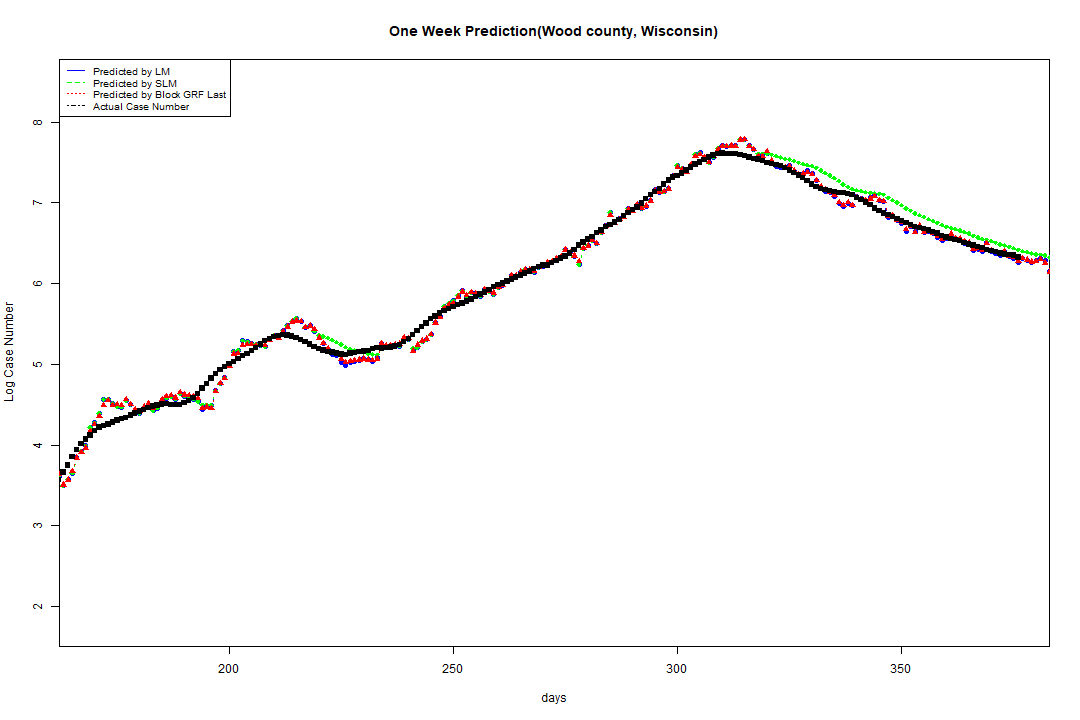 One Week Prediction(Wood county, Wisconsin)
Predicted by LM
Predicted by SLM
Predicted by Block GRF Last
Actual Case Number
8
7
6
5
4
3
2
Log Case Number
200
250
300
350
days